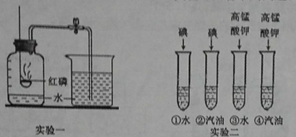 碘 碘 高锰酸钾 高锰酸钾
红磷
水
①水 ②汽油 ③水 ④汽油
实验一 实验二